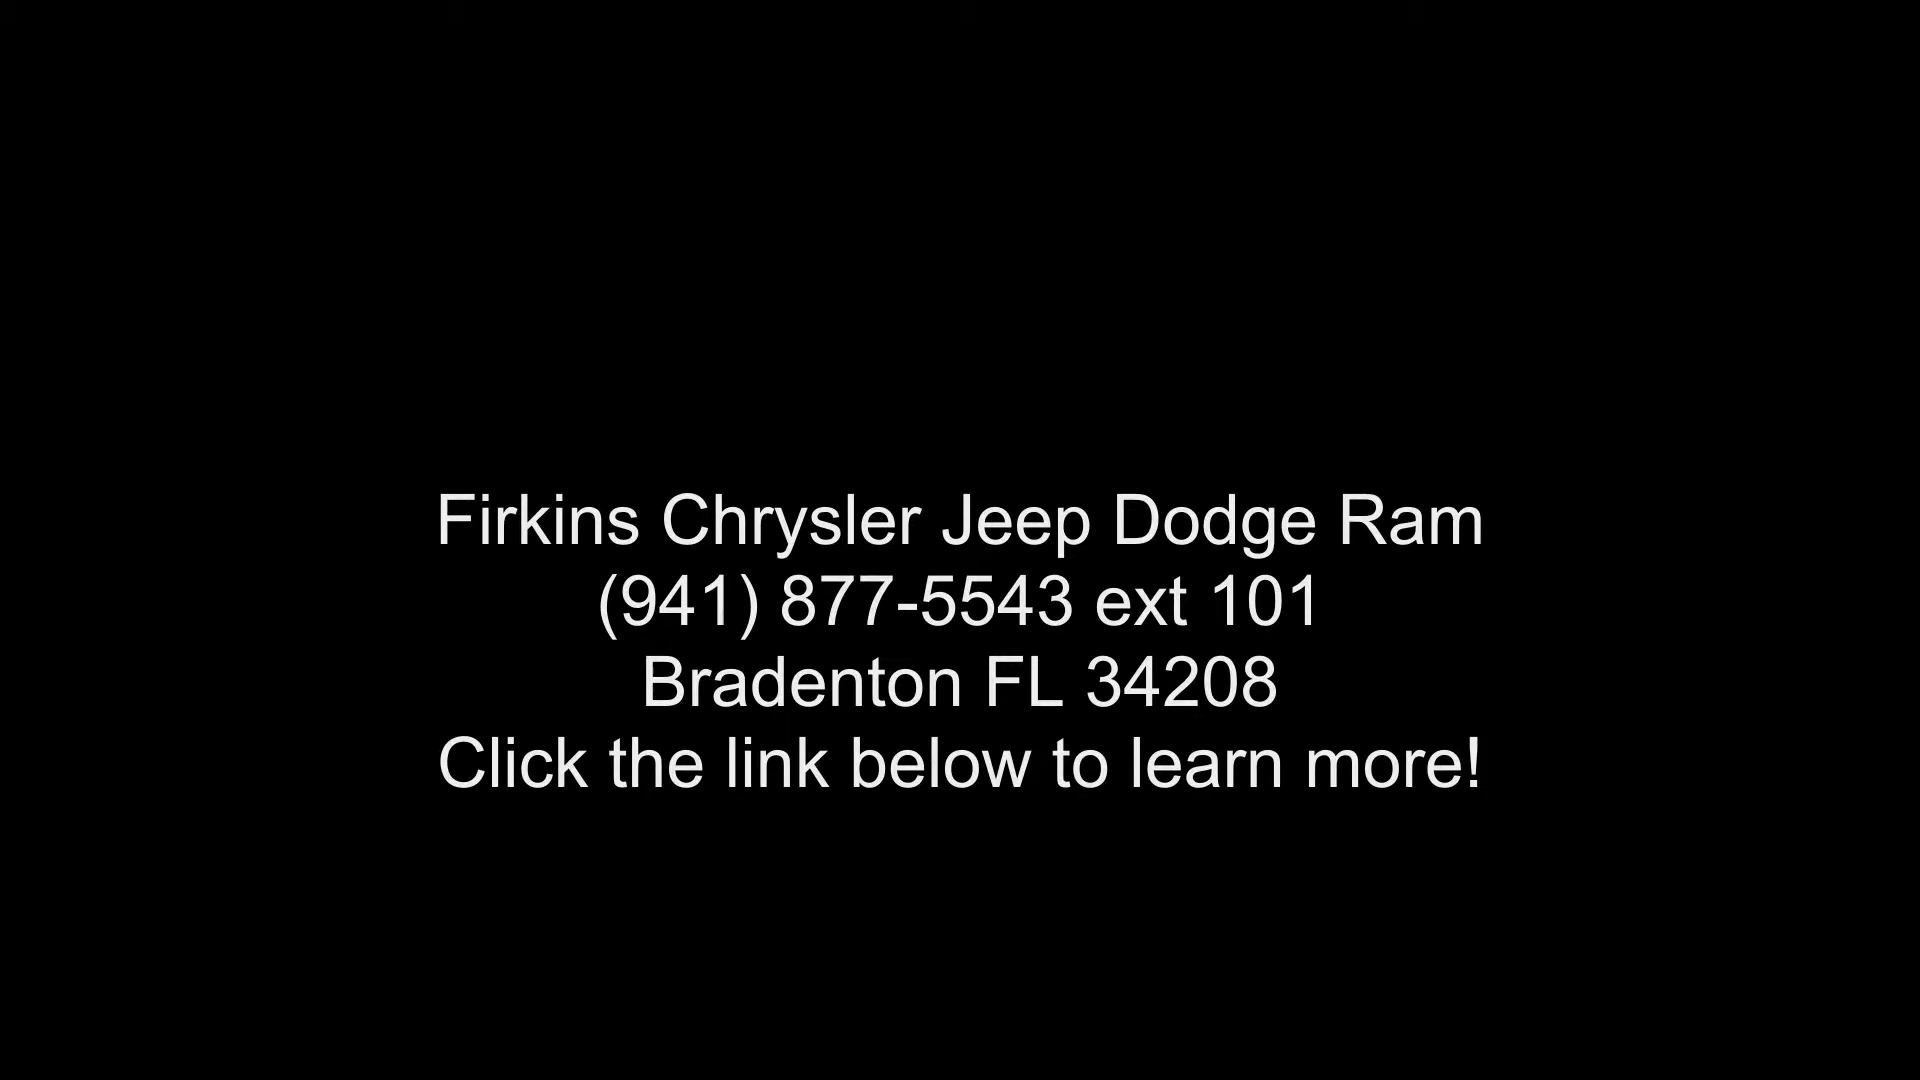 Firkins Chrysler Jeep Dodge Ram
(941) 877-5543 ext 101
Bradenton FL 34208
Click the link below to learn more!